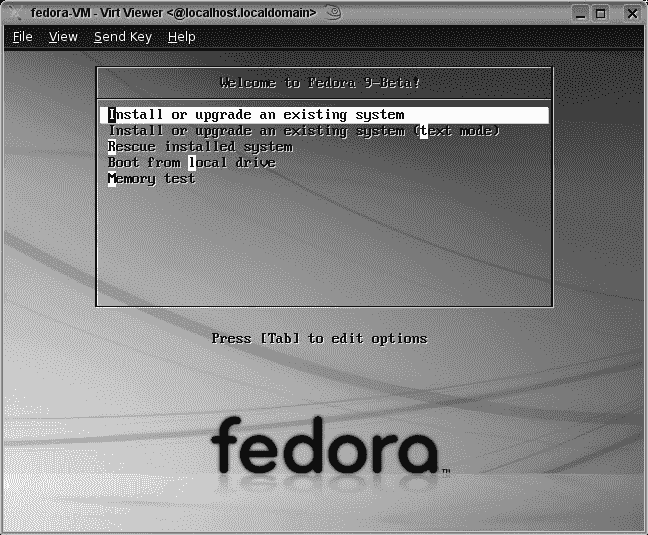 fedora-VM - Virt Viewer <@localhost.localdomain>
File View Send Key Help
Welcome to Fedora 9-Beta!
Install or upgrade an existing system
Install or upgrade an existing system (text mode)
Rescue installed system
Boot from local drive
Memory test
Press [Tab] to edit options
fedora™